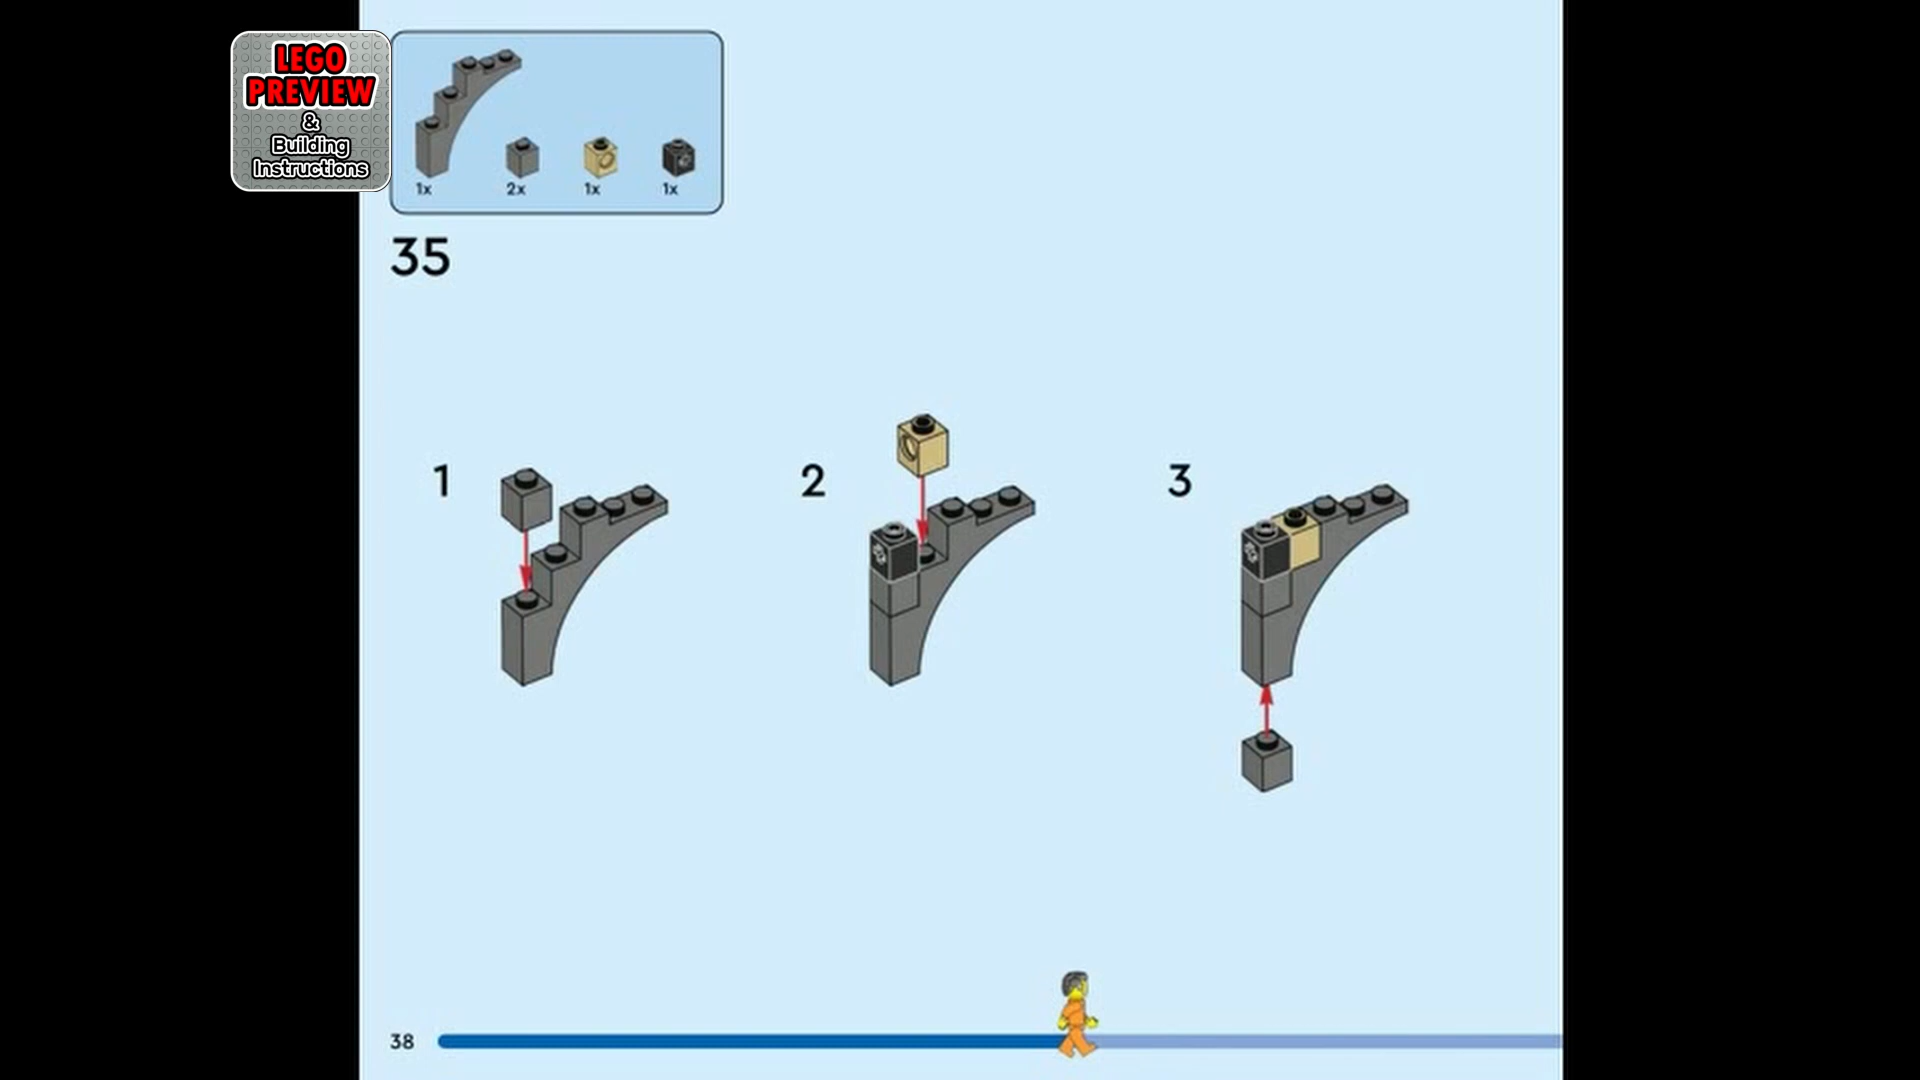 LEGO
PREVIEW
&
Building
Instructions
1x 2x 1x 1x
35
1 2 3
38